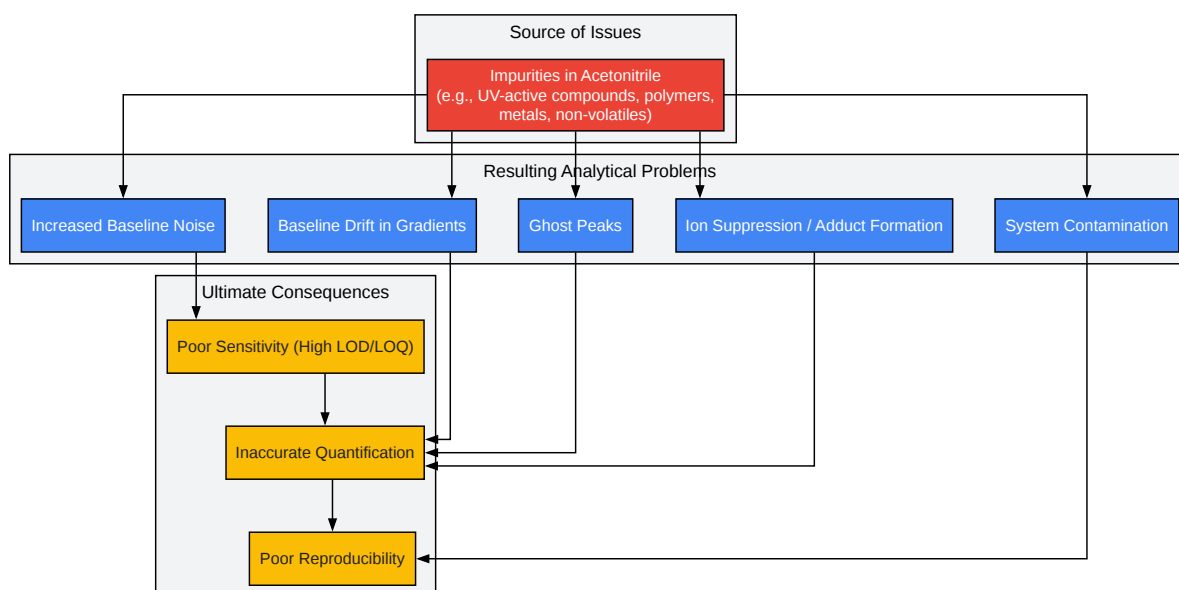 Source of Issues
Impurities in Acetonitrile
(e.g., UV-active compounds, polymers,
metals, non-volatiles)
Resulting Analytical Problems
Increased Baseline Noise
Baseline Drift in Gradients
Ghost Peaks
Ion Suppression / Adduct Formation
System Contamination
Ultimate Consequences
Poor Sensitivity (High LOD/LOQ)
Inaccurate Quantification
Poor Reproducibility